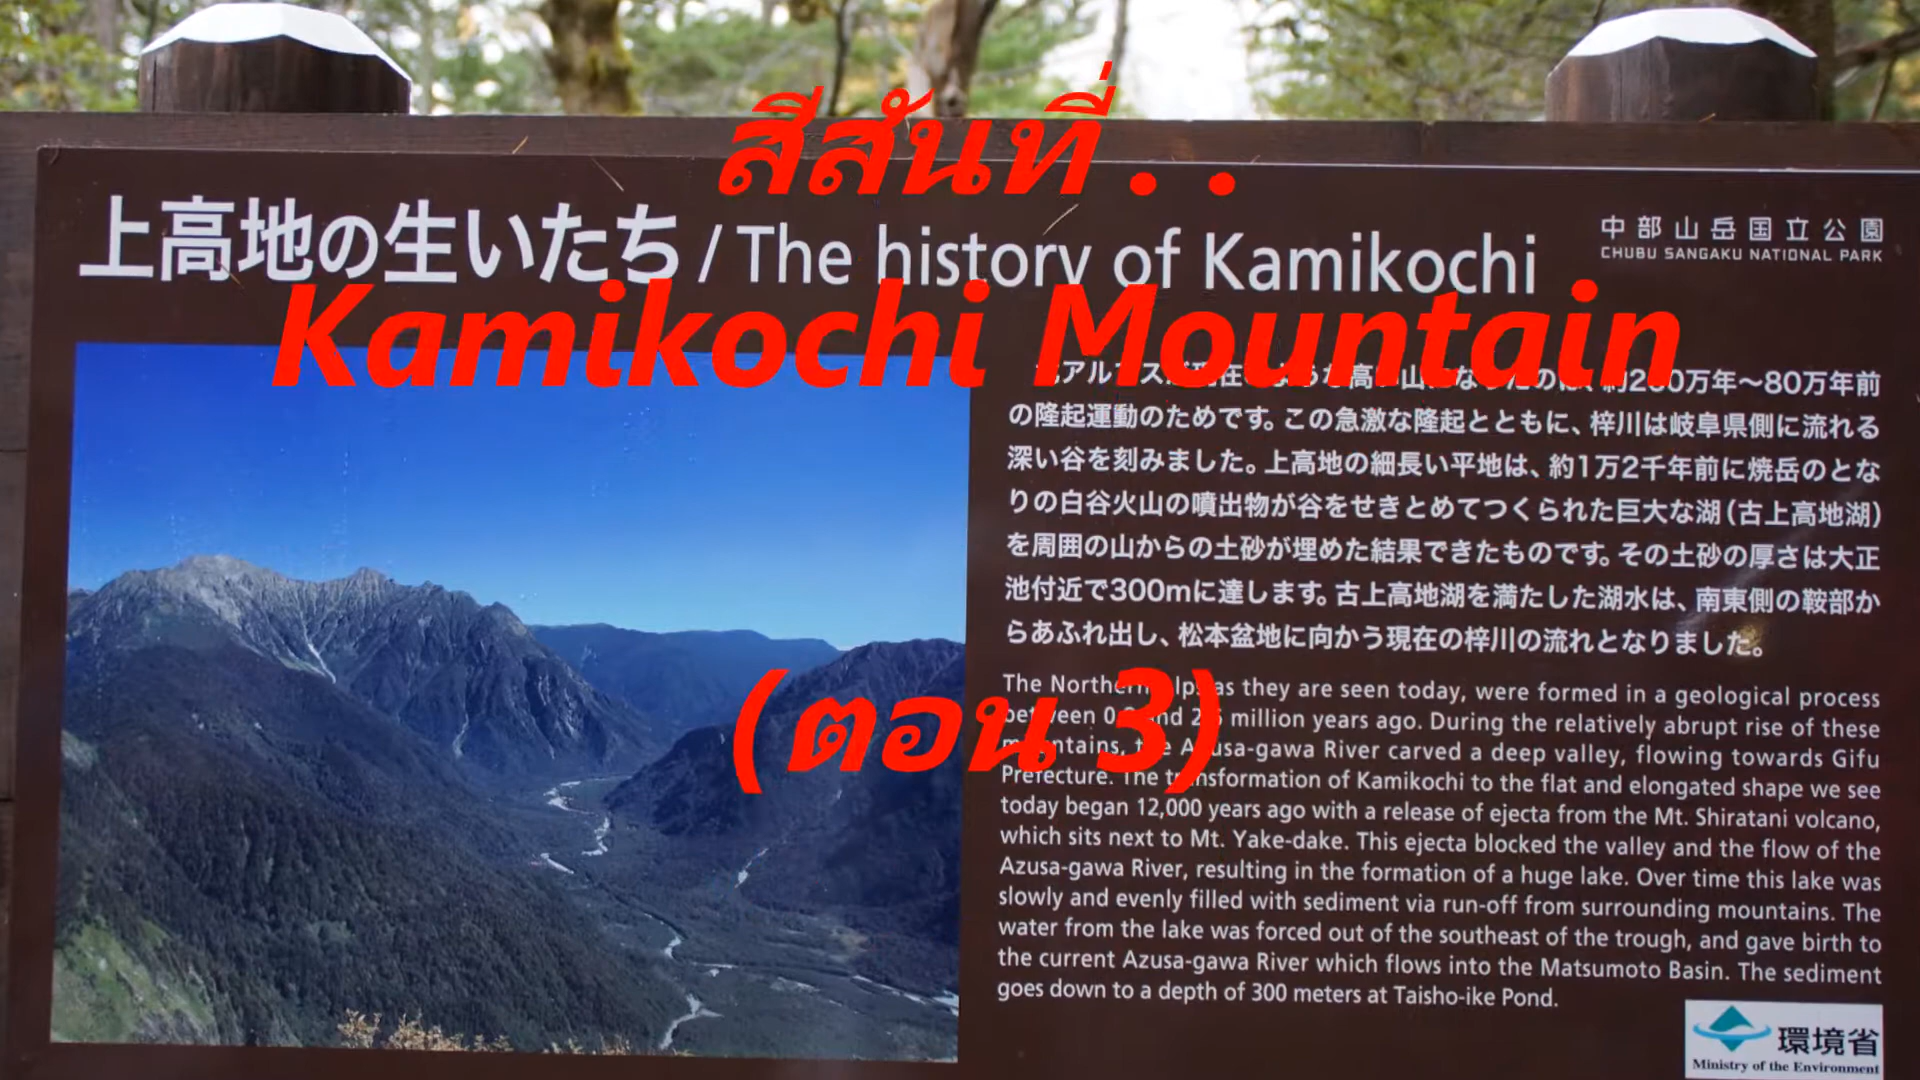 สีสันที่ . .
上高地の生いたち / The history of Kamikochi
中部山岳国立公園
CHUBU SANGAKU NATIONAL PARK
Kamikochi Mountain
万年~80万年前
の隆起運動のためです。この急激な隆起とともに、梓川は岐阜県側に流れる
深い谷を刻みました。上高地の細長い平地は、約1万2千年前に焼岳のとな
りの白谷火山の噴出物が谷をせきとめてつくられた巨大な湖(古上高地湖)
を周囲の山からの土砂が埋めた結果できたものです。その土砂の厚さは大正
池付近で300mに達します。古上高地湖を満たした湖水は、南東側の鞍部か
らあふれ出し、松本盆地に向かう現在の梓川の流れとなりました。
(ตอน 3)
The Northern as they are seen today, were formed in a geological process
million years ago. During the relatively abrupt rise of these
River carved a deep valley, flowing towards Gifu
Prefecture. The transformation of Kamikochi to the flat and elongated shape we see
today began 12,000 years ago with a release of ejecta from the Mt. Shiratani volcano,
which sits next to Mt. Yake-dake. This ejecta blocked the valley and the flow of the
Azusa-gawa River, resulting in the formation of a huge lake. Over time this lake was
slowly and evenly filled with sediment via run-off from surrounding mountains. The
water from the lake was forced out of the southeast of the trough, and gave birth to
the current Azusa-gawa River which flows into the Matsumoto Basin. The sediment
goes down to a depth of 300 meters at Taisho-ike Pond.
環境省
Ministry of the Environment